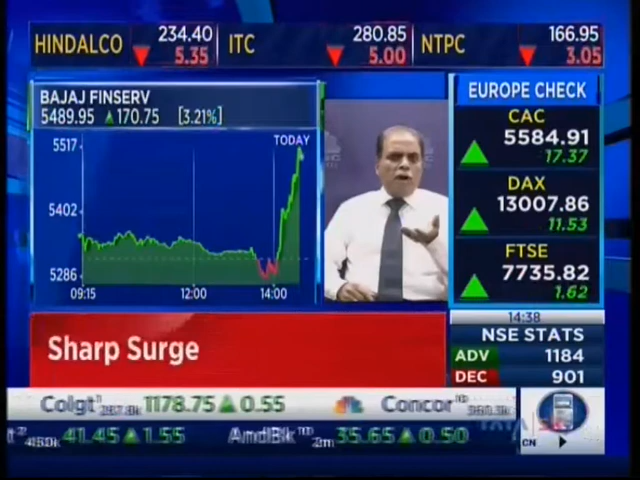 HINDALCO 234.40 5.35 ITC 280.85 5.00 NTPC 166.95 3.05
BAJAJ FINSERV
5489.95 170.75 [3.21%]
TODAY
5517
5402
5286
09:15 12:00 14:00
EUROPE CHECK
CAC
5584.91
17.37
DAX
13007.86
11.53
FTSE
7735.82
1.62
14:38
NSE STATS
ADV 1184
DEC 901
Sharp Surge
Colgt 1178.75 0.55 Concor
41.45 1.55 AmdlBk 35.65 0.50
CN